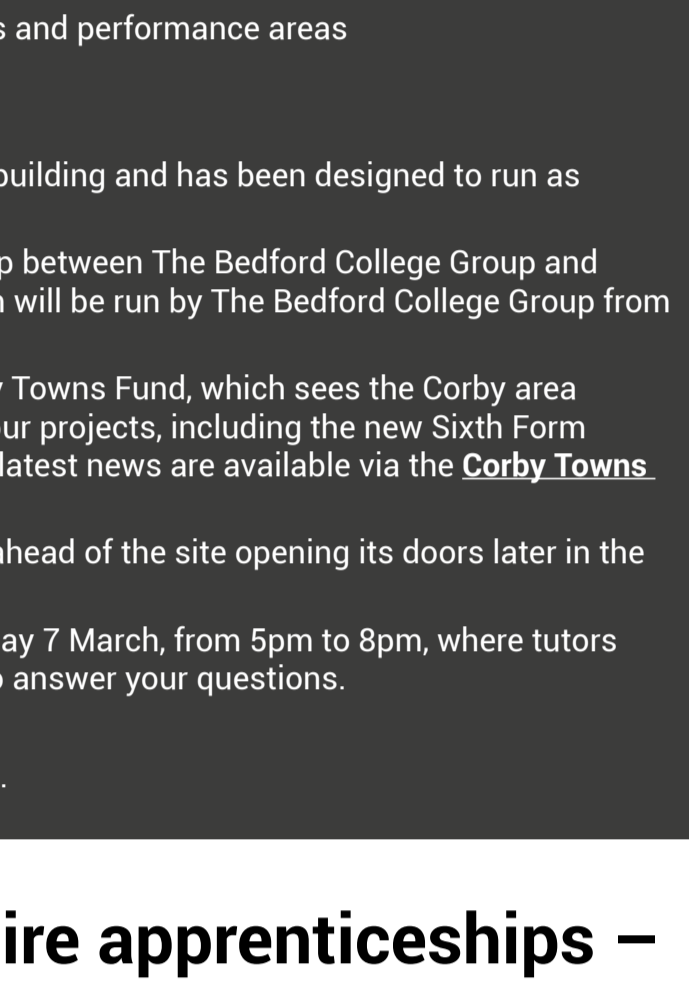 and performance areas
building and has been designed to run as
between The Bedford College Group and
will be run by The Bedford College Group from
Towns Fund, which sees the Corby area
projects, including the new Sixth Form
latest news are available via the Corby Towns
ahead of the site opening its doors later in the
7 March, from 5pm to 8pm, where tutors
answer your questions.
.
ire apprenticeships –